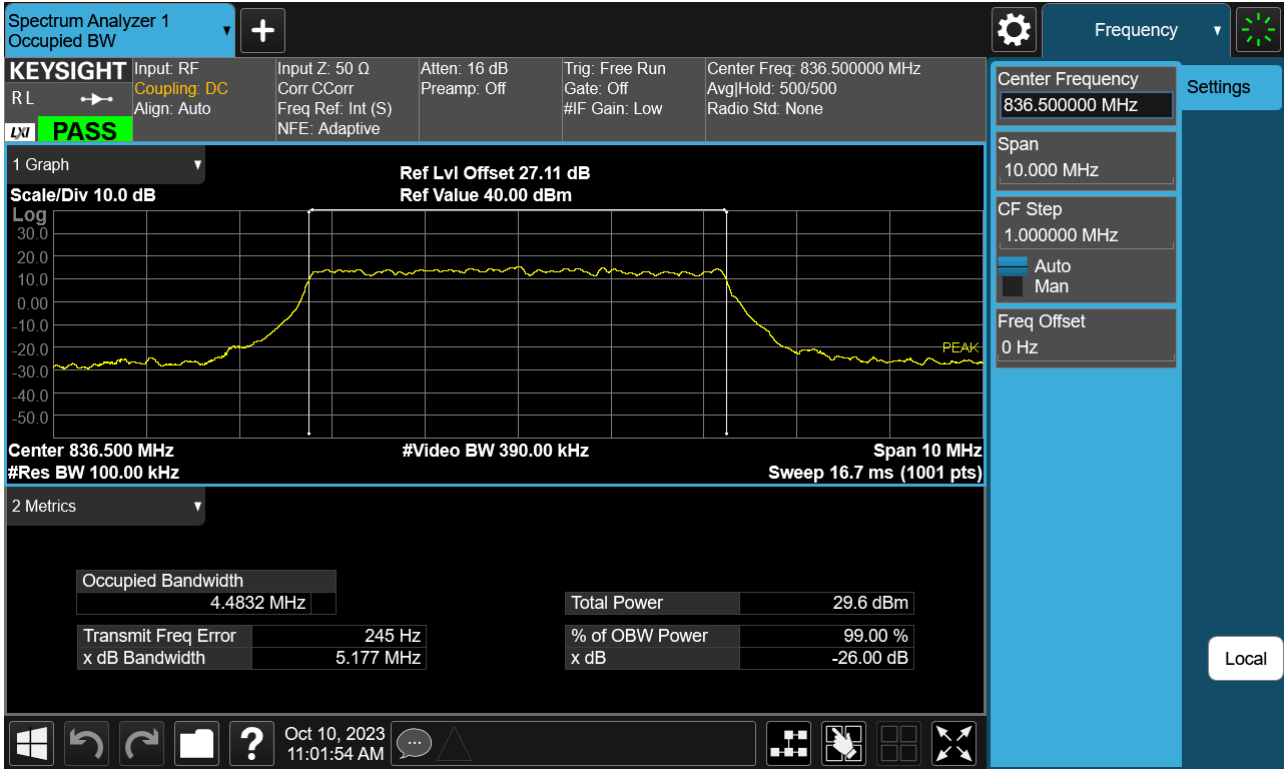 Spectrum Analyzer 1
Occupied BW
Frequency
KEYSIGHT
R L
LXI PASS
Input: RF
Coupling: DC
Align: Auto
Input Z: 50 Ω
Corr CCorr
Freq Ref: Int (S)
NFE: Adaptive
Atten: 16 dB
Preamp: Off
Trig: Free Run
Gate: Off
#IF Gain: Low
Center Freq: 836.500000 MHz
Avg|Hold: 500/500
Radio Std: None
Center Frequency
836.500000 MHz
Settings
Span
10.000 MHz
CF Step
1.000000 MHz
Auto
Man
Freq Offset
0 Hz
Local
1 Graph
Ref Lvl Offset 27.11 dB
Scale/Div 10.0 dB
Ref Value 40.00 dBm
Log
30.0
20.0
10.0
0.00
-10.0
-20.0
-30.0
-40.0
-50.0
PEAK
Center 836.500 MHz
#Video BW 390.00 kHz
Span 10 MHz
#Res BW 100.00 kHz
Sweep 16.7 ms (1001 pts)
2 Metrics
Occupied Bandwidth
4.4832 MHz
Total Power 29.6 dBm
Transmit Freq Error 245 Hz
% of OBW Power 99.00 %
x dB Bandwidth 5.177 MHz
x dB -26.00 dB
?
Oct 10, 2023
11:01:54 AM